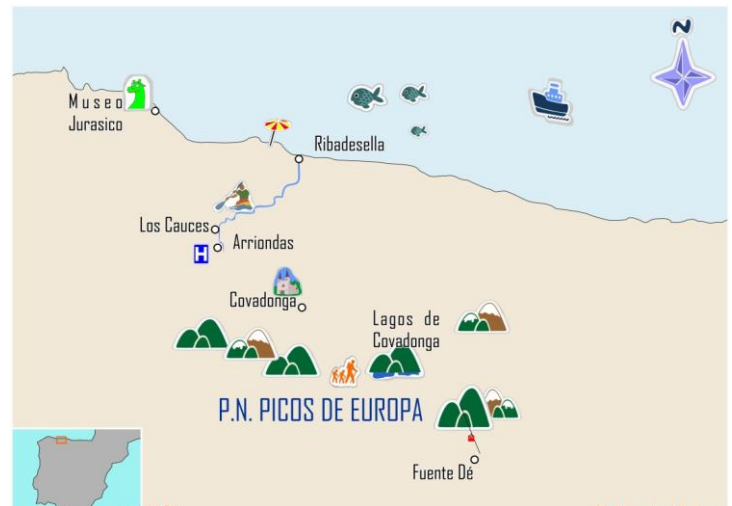 N
Museo
Jurasico
Ribadesella
Los Cauces
H
Arriondas
Covadonga
Lagos de
Covadonga
P.N. PICOS DE EUROPA
Fuente Dé